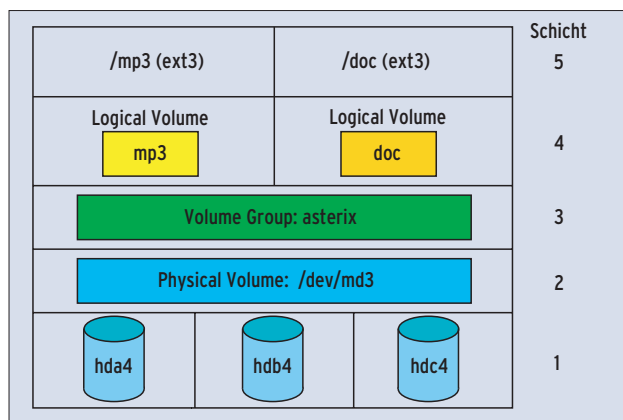 Schicht
/mp3 (ext3)
/doc (ext3)
5
Logical Volume
mp3
Logical Volume
doc
4
Volume Group: asterix
3
Physical Volume: /dev/md3
2
hda4
hdb4
hdc4
1